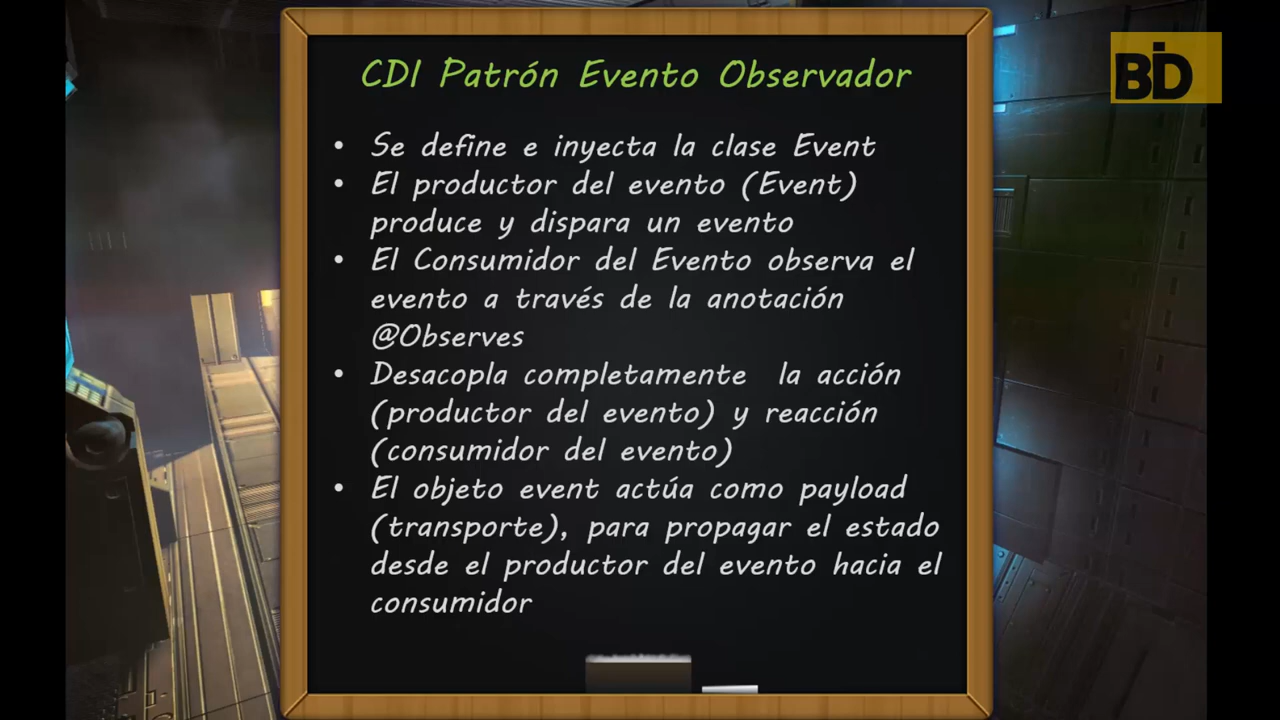 CDI Patrón Evento Observador
BID
• Se define e inyecta la clase Event
• El productor del evento (Event)
produce y dispara un evento
• El Consumidor del Evento observa el
evento a través de la anotación
@Observes
• Desacopla completamente la acción
(productor del evento) y reacción
(consumidor del evento)
• El objeto event actúa como payload
(transporte), para propagar el estado
desde el productor del evento hacia el
consumidor